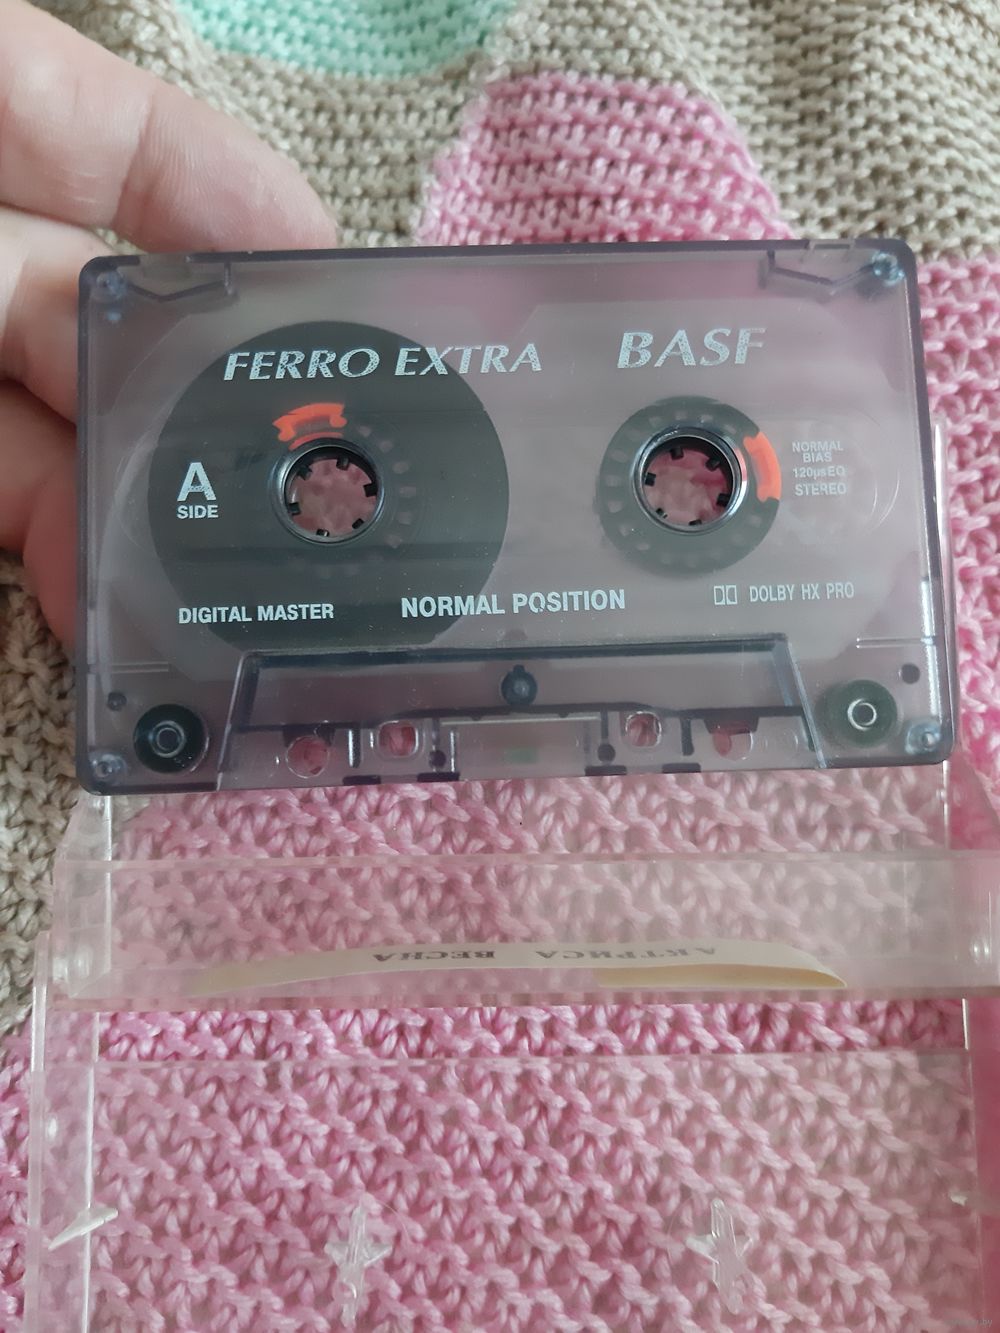 FERRO EXTRA BASF
A
SIDE
NORMAL
BIAS
120µs EQ
STEREO
DIGITAL MASTER NORMAL POSITION DOLBY HX PRO
АКТРИСА ВЕСНА